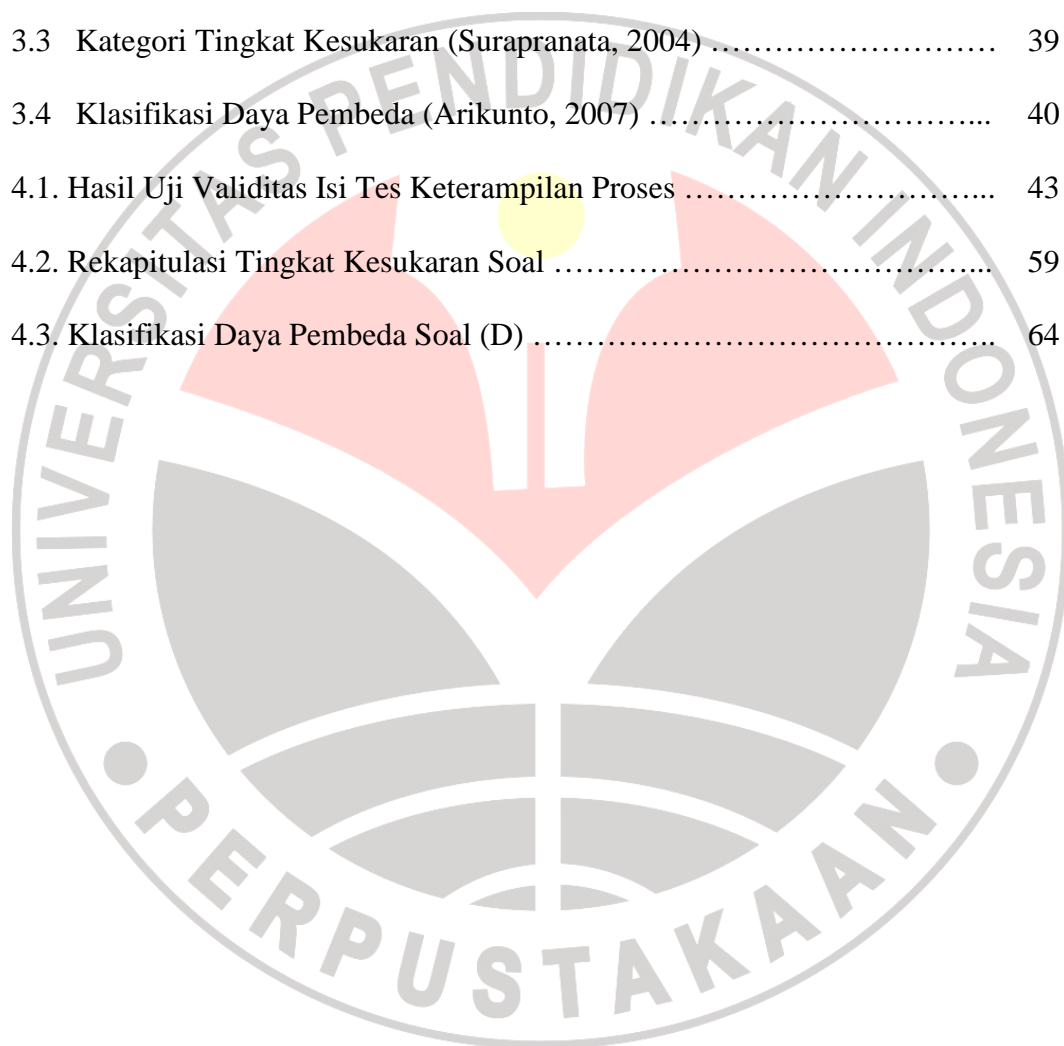 3.3 Kategori Tingkat Kesukaran (Surapranata, 2004) ……………………… 39
3.4 Klasifikasi Daya Pembeda (Arikunto, 2007) …………………………... 40
4.1. Hasil Uji Validitas Isi Tes Keterampilan Proses ………………………... 43
4.2. Rekapitulasi Tingkat Kesukaran Soal ……………………………………... 59
4.3. Klasifikasi Daya Pembeda Soal (D) ……………………………………….. 64
UNIVERSITAS PENDIDIKAN INDONESIA
PERPUSTAKAAN